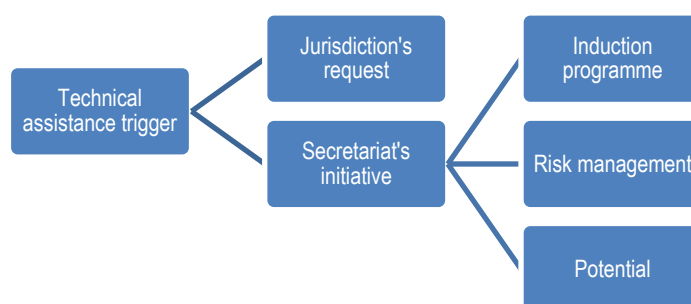 Technical
assistance trigger
Jurisdiction's
request
Secretariat's
initiative
Induction
programme
Risk management
Potential